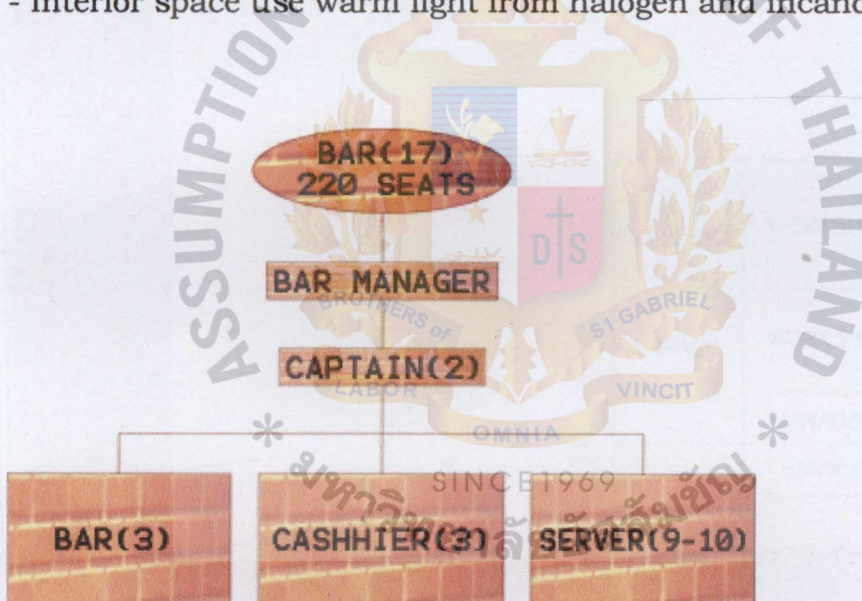 - Interior space use warm light from halogen and incand
BAR(17)
220 SEATS
BAR MANAGER
CAPTAIN(2)
BAR(3)
CASHHIER(3)
SERVER(9-10)
ASSUMPTION
OF THAILAND
D S
BROTHERS of
ST GABRIEL
LABOR
VINCIT
OMNIA
SINCE1969